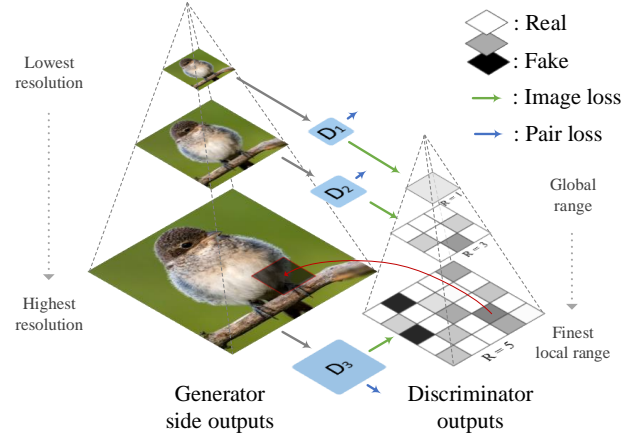 Lowest
resolution
Highest
resolution
D1
D2
D3
Generator
side outputs
: Real
: Fake
: Image loss
: Pair loss
R = 1
R = 3
R = 5
Global
range
Finest
local range
Discriminator
outputs